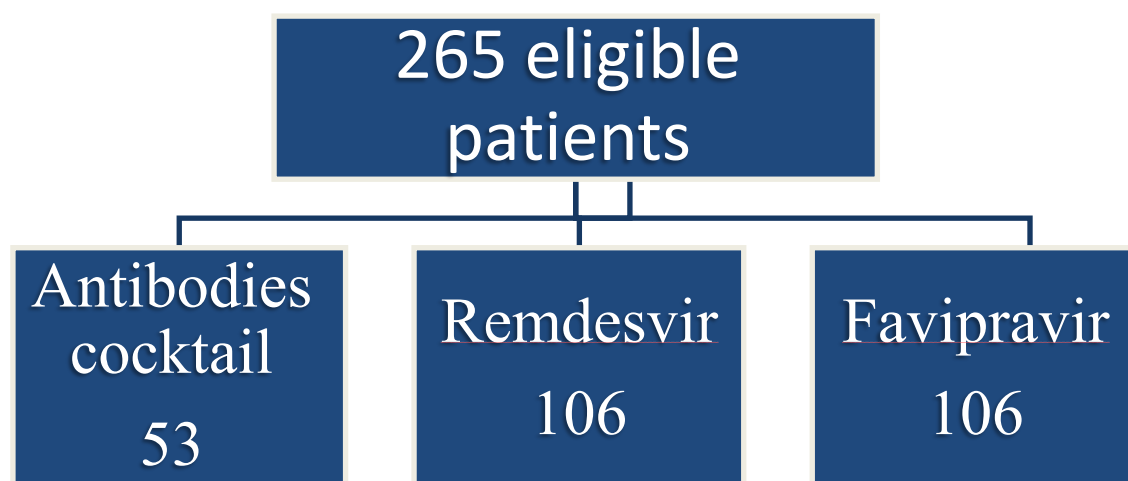 265 eligible
patients
Antibodies
cocktail
53
Remdesvir
106
Favipravir
106